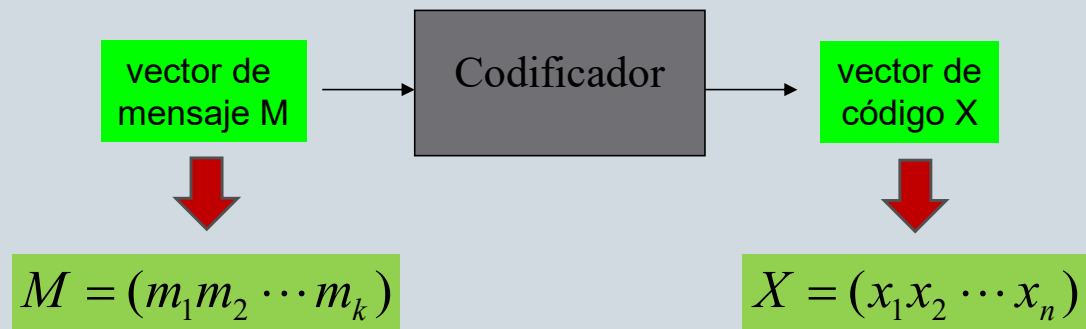 vector de
mensaje M
Codificador
vector de
código X
M = (m₁m₂ ⋯ mₖ)
X = (x₁x₂ ⋯ xₙ)